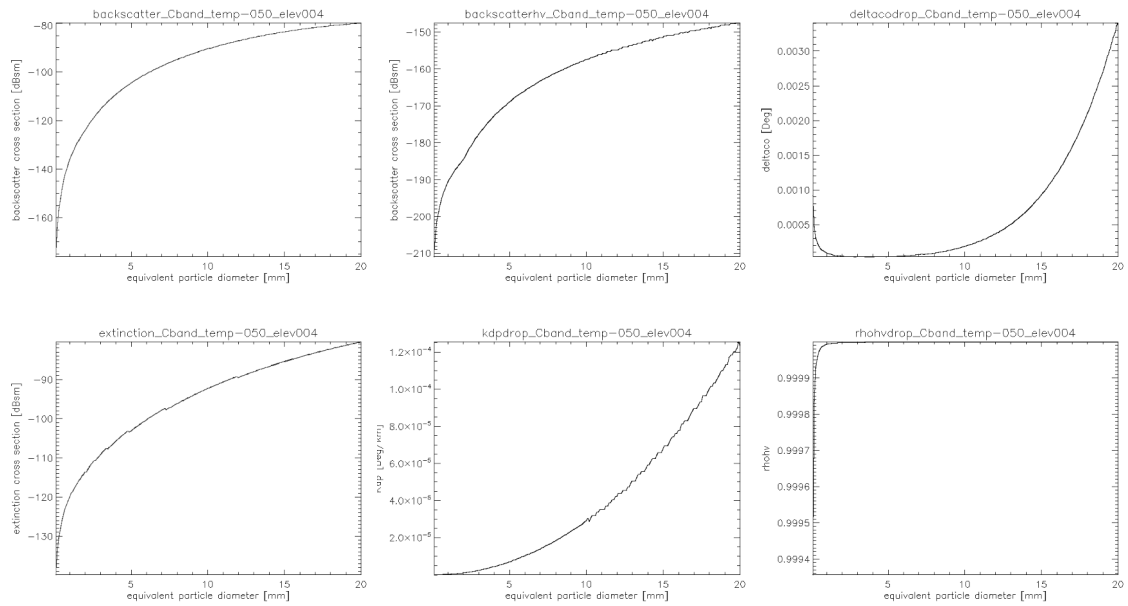 backscatter_Cband_temp-050_elev004
-80
-100
-120
-140
-160
backscatter cross section [dBsm]
5 10 15 20
equivalent particle diameter [mm]
backscatterhv_Cband_temp-050_elev004
-150
-160
-170
-180
-190
-200
-210
backscatter cross section [dBsm]
5 10 15 20
equivalent particle diameter [mm]
deltacodrop_Cband_temp-050_elev004
0.0030
0.0025
0.0020
0.0015
0.0010
0.0005
deltaco [Deg]
5 10 15 20
equivalent particle diameter [mm]
extinction_Cband_temp-050_elev004
-90
-100
-110
-120
-130
extinction cross section [dBsm]
5 10 15 20
equivalent particle diameter [mm]
kdpdrop_Cband_temp-050_elev004
1.2×10⁻⁴
1.0×10⁻⁴
8.0×10⁻⁵
6.0×10⁻⁵
4.0×10⁻⁵
2.0×10⁻⁵
5 10 15 20
equivalent particle diameter [mm]
rhohvdrop_Cband_temp-050_elev004
0.9999
0.9998
0.9997
0.9996
0.9995
0.9994
rhohv
5 10 15 20
equivalent particle diameter [mm]